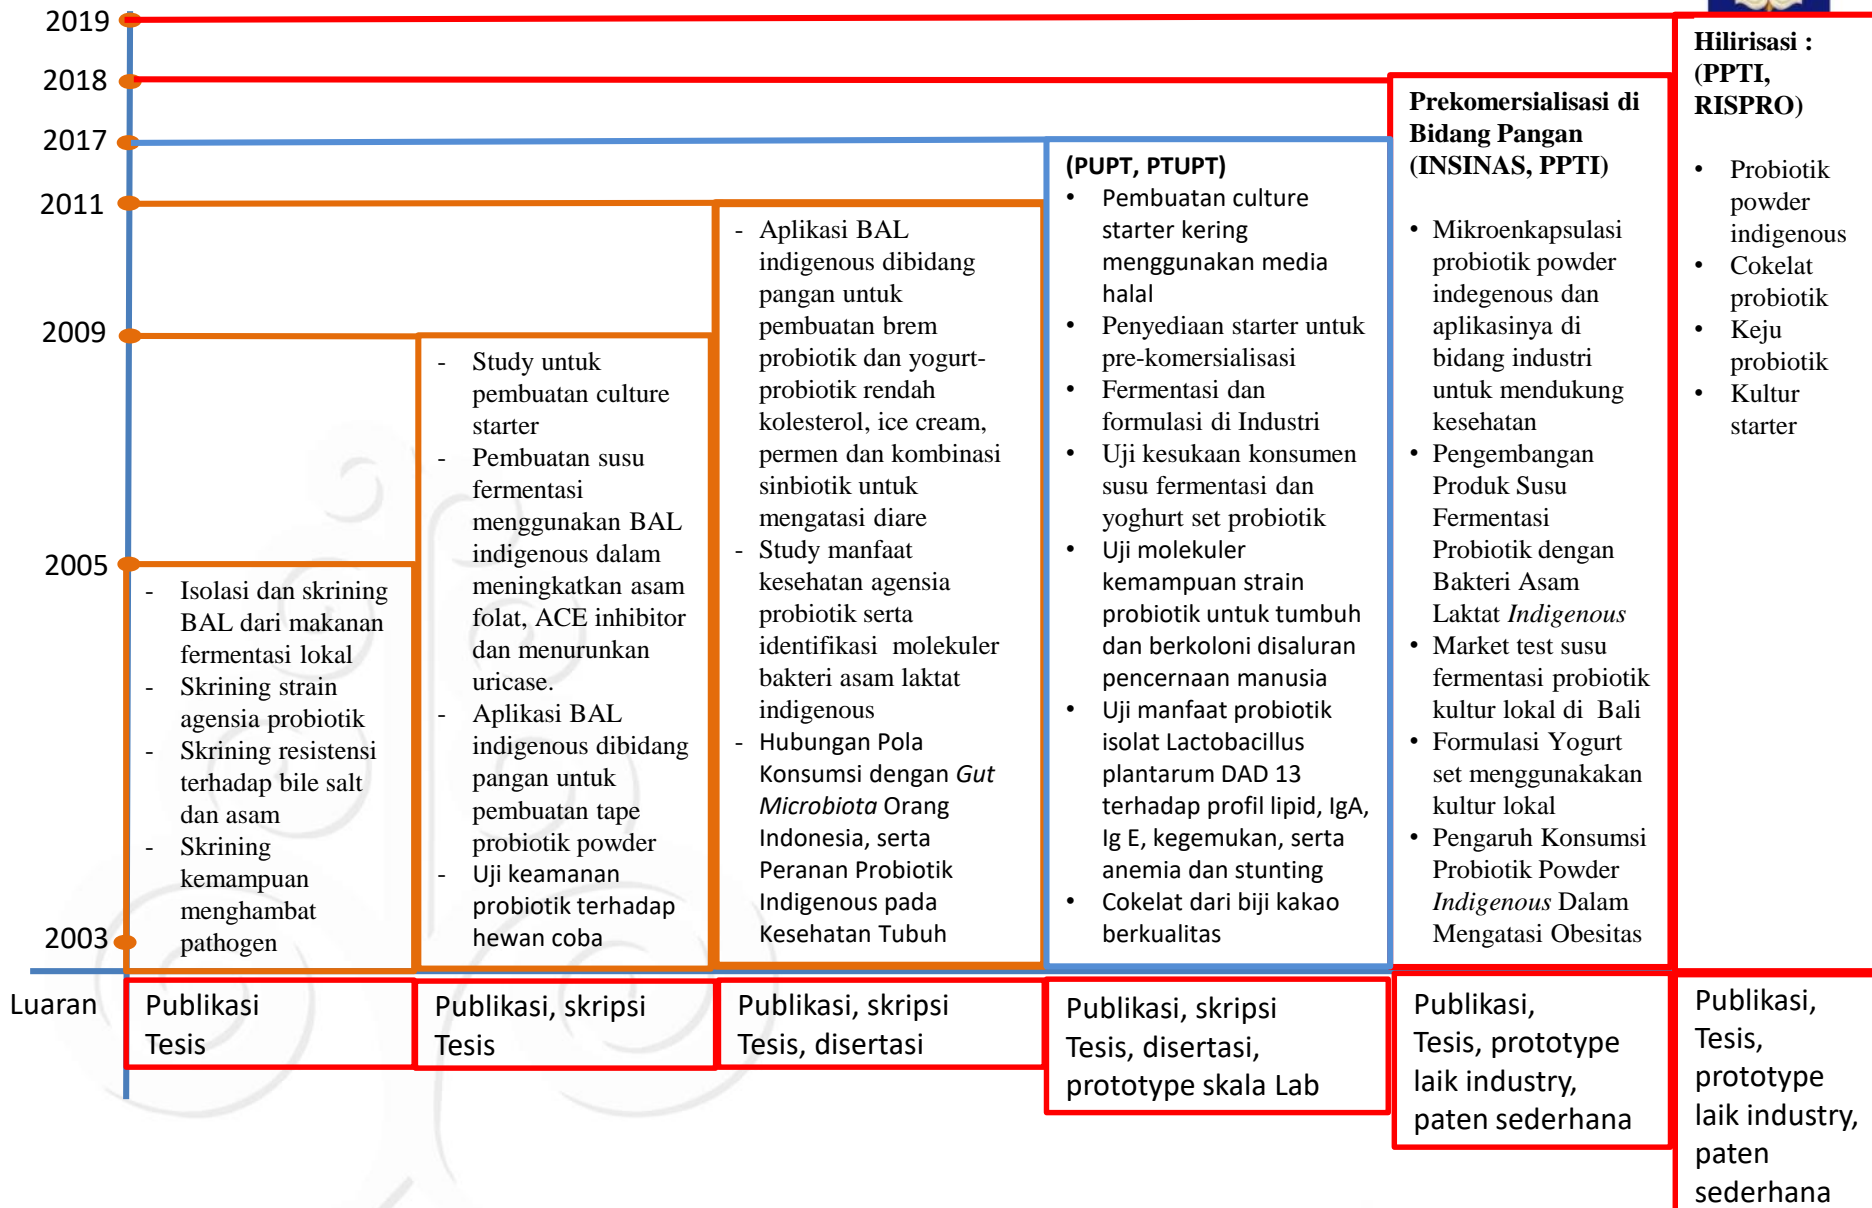 2019
2018
2017
2011
2009
2005
2003
- Isolasi dan skrining
BAL dari makanan
fermentasi lokal
- Skrining strain
agensia probiotik
- Skrining resistensi
terhadap bile salt
dan asam
- Skrining
kemampuan
menghambat
pathogen
- Study untuk
pembuatan culture
starter
- Pembuatan susu
fermentasi
menggunakan BAL
indigenous dalam
meningkatkan asam
folat, ACE inhibitor
dan menurunkan
uricase.
- Aplikasi BAL
indigenous dibidang
pangan untuk
pembuatan tape
probiotik powder
- Uji keamanan
probiotik terhadap
hewan coba
- Aplikasi BAL
indigenous dibidang
pangan untuk
pembuatan brem
probiotik dan yogurt-
probiotik rendah
kolesterol, ice cream,
permen dan kombinasi
sinbiotik untuk
mengatasi diare
- Study manfaat
kesehatan agensia
probiotik serta
identifikasi molekuler
bakteri asam laktat
indigenous
- Hubungan Pola
Konsumsi dengan Gut
Microbiota Orang
Indonesia, serta
Peranan Probiotik
Indigenous pada
Kesehatan Tubuh
(PUPT, PTUPT)
• Pembuatan culture
starter kering
menggunakan media
halal
• Penyediaan starter untuk
pre-komersialisasi
• Fermentasi dan
formulasi di Industri
• Uji kesukaan konsumen
susu fermentasi dan
yoghurt set probiotik
• Uji molekuler
kemampuan strain
probiotik untuk tumbuh
dan berkoloni disaluran
pencernaan manusia
• Uji manfaat probiotik
isolat Lactobacillus
plantarum DAD 13
terhadap profil lipid, IgA,
Ig E, kegemukan, serta
anemia dan stunting
• Cokelat dari biji kakao
berkualitas
Prekomersialisasi di
Bidang Pangan
(INSINAS, PPTI)
• Mikroenkapsulasi
probiotik powder
indegenous dan
aplikasinya di
bidang industri
untuk mendukung
kesehatan
• Pengembangan
Produk Susu
Fermentasi
Probiotik dengan
Bakteri Asam
Laktat Indigenous
• Market test susu
fermentasi probiotik
kultur lokal di Bali
• Formulasi Yogurt
set menggunakakan
kultur lokal
• Pengaruh Konsumsi
Probiotik Powder
Indigenous Dalam
Mengatasi Obesitas
Hilirisasi :
(PPTI,
RISPRO)
• Probiotik
powder
indigenous
• Cokelat
probiotik
• Keju
probiotik
• Kultur
starter
Luaran
Publikasi
Tesis
Publikasi, skripsi
Tesis
Publikasi, skripsi
Tesis, disertasi
Publikasi, skripsi
Tesis, disertasi,
prototype skala Lab
Publikasi,
Tesis, prototype
laik industry,
paten sederhana
Publikasi,
Tesis,
prototype
laik industry,
paten
sederhana